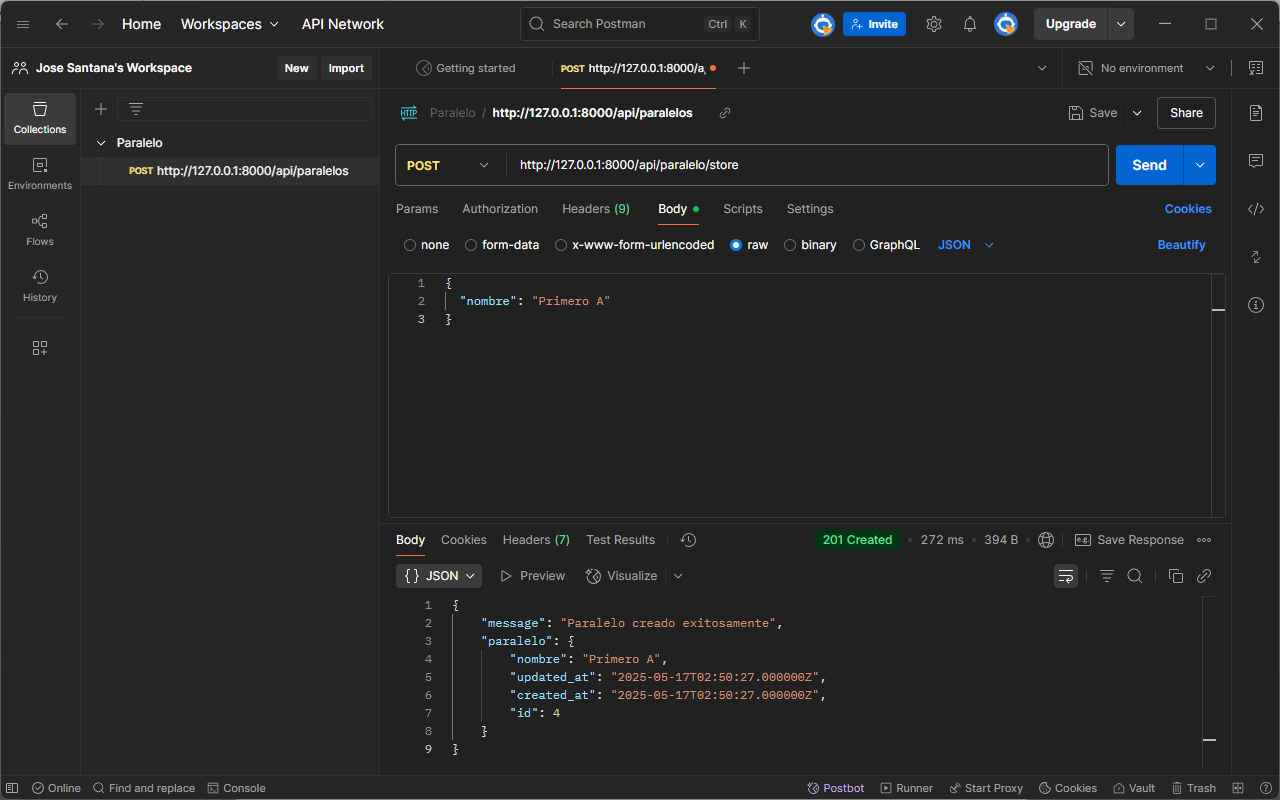 Home Workspaces API Network Search Postman Ctrl K Invite Upgrade
Jose Santana's Workspace New Import Getting started POST http://127.0.0.1:8000/a No environment
Collections
Environments
Flows
History
Paralelo
POST http://127.0.0.1:8000/api/paralelos
HTTP Paralelo / http://127.0.0.1:8000/api/paralelos Save Share
POST http://127.0.0.1:8000/api/paralelo/store Send
Params Authorization Headers (9) Body Scripts Settings Cookies
none form-data x-www-form-urlencoded raw binary GraphQL JSON Beautify
1 {
2 "nombre": "Primero A"
3 }
Body Cookies Headers (7) Test Results 201 Created 272 ms 394 B e.g. Save Response
{} JSON Preview Visualize
1 {
2 "message": "Paralelo creado exitosamente",
3 "paralelo": {
4 "nombre": "Primero A",
5 "updated_at": "2025-05-17T02:50:27.000000Z",
6 "created_at": "2025-05-17T02:50:27.000000Z",
7 "id": 4
8 }
9 }
Online Find and replace Console Postbot Runner Start Proxy Cookies Vault Trash